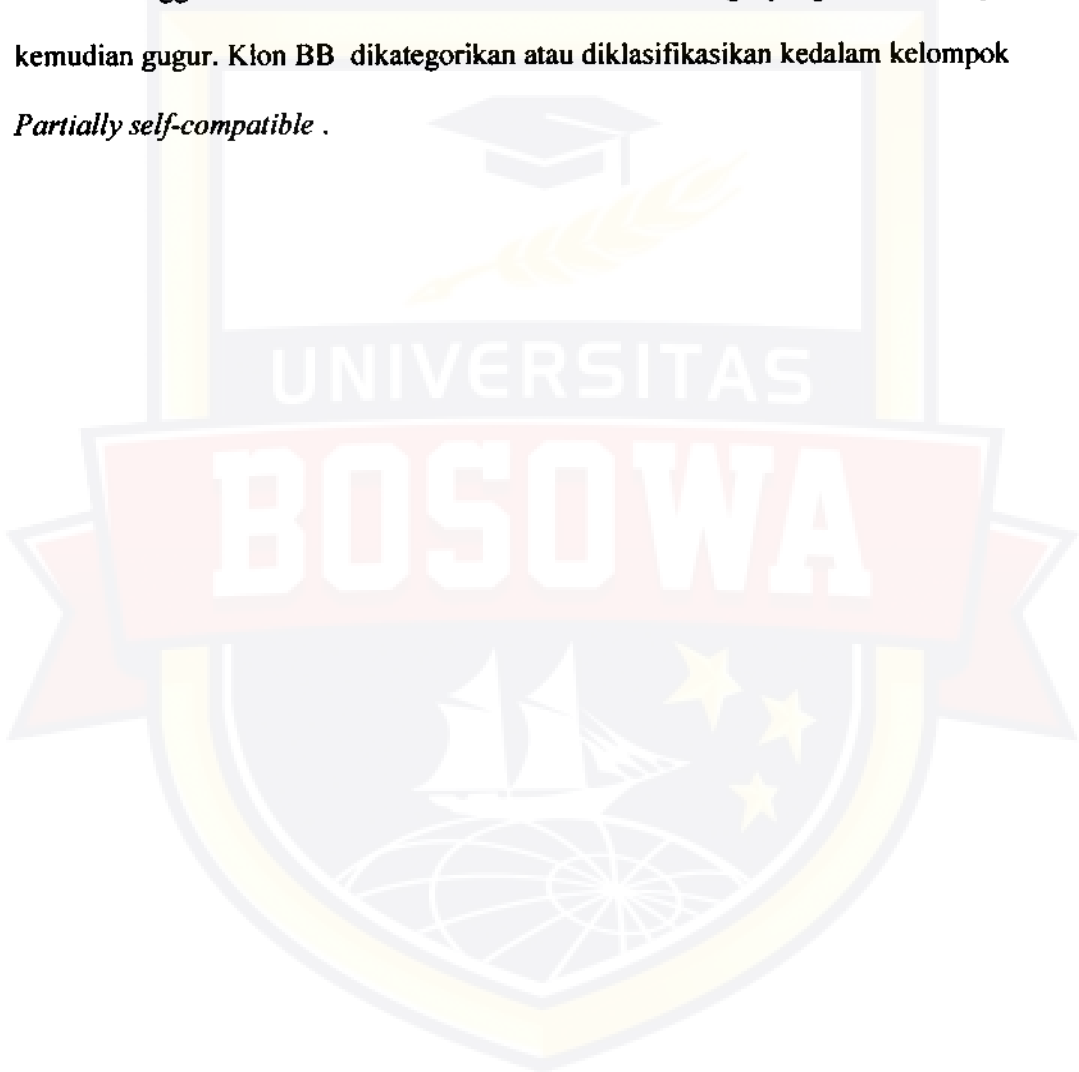 kemudian gugur. Klon BB dikategorikan atau diklasifikasikan kedalam kelompok
Partially self-compatible .
UNIVERSITAS
BOSOWA